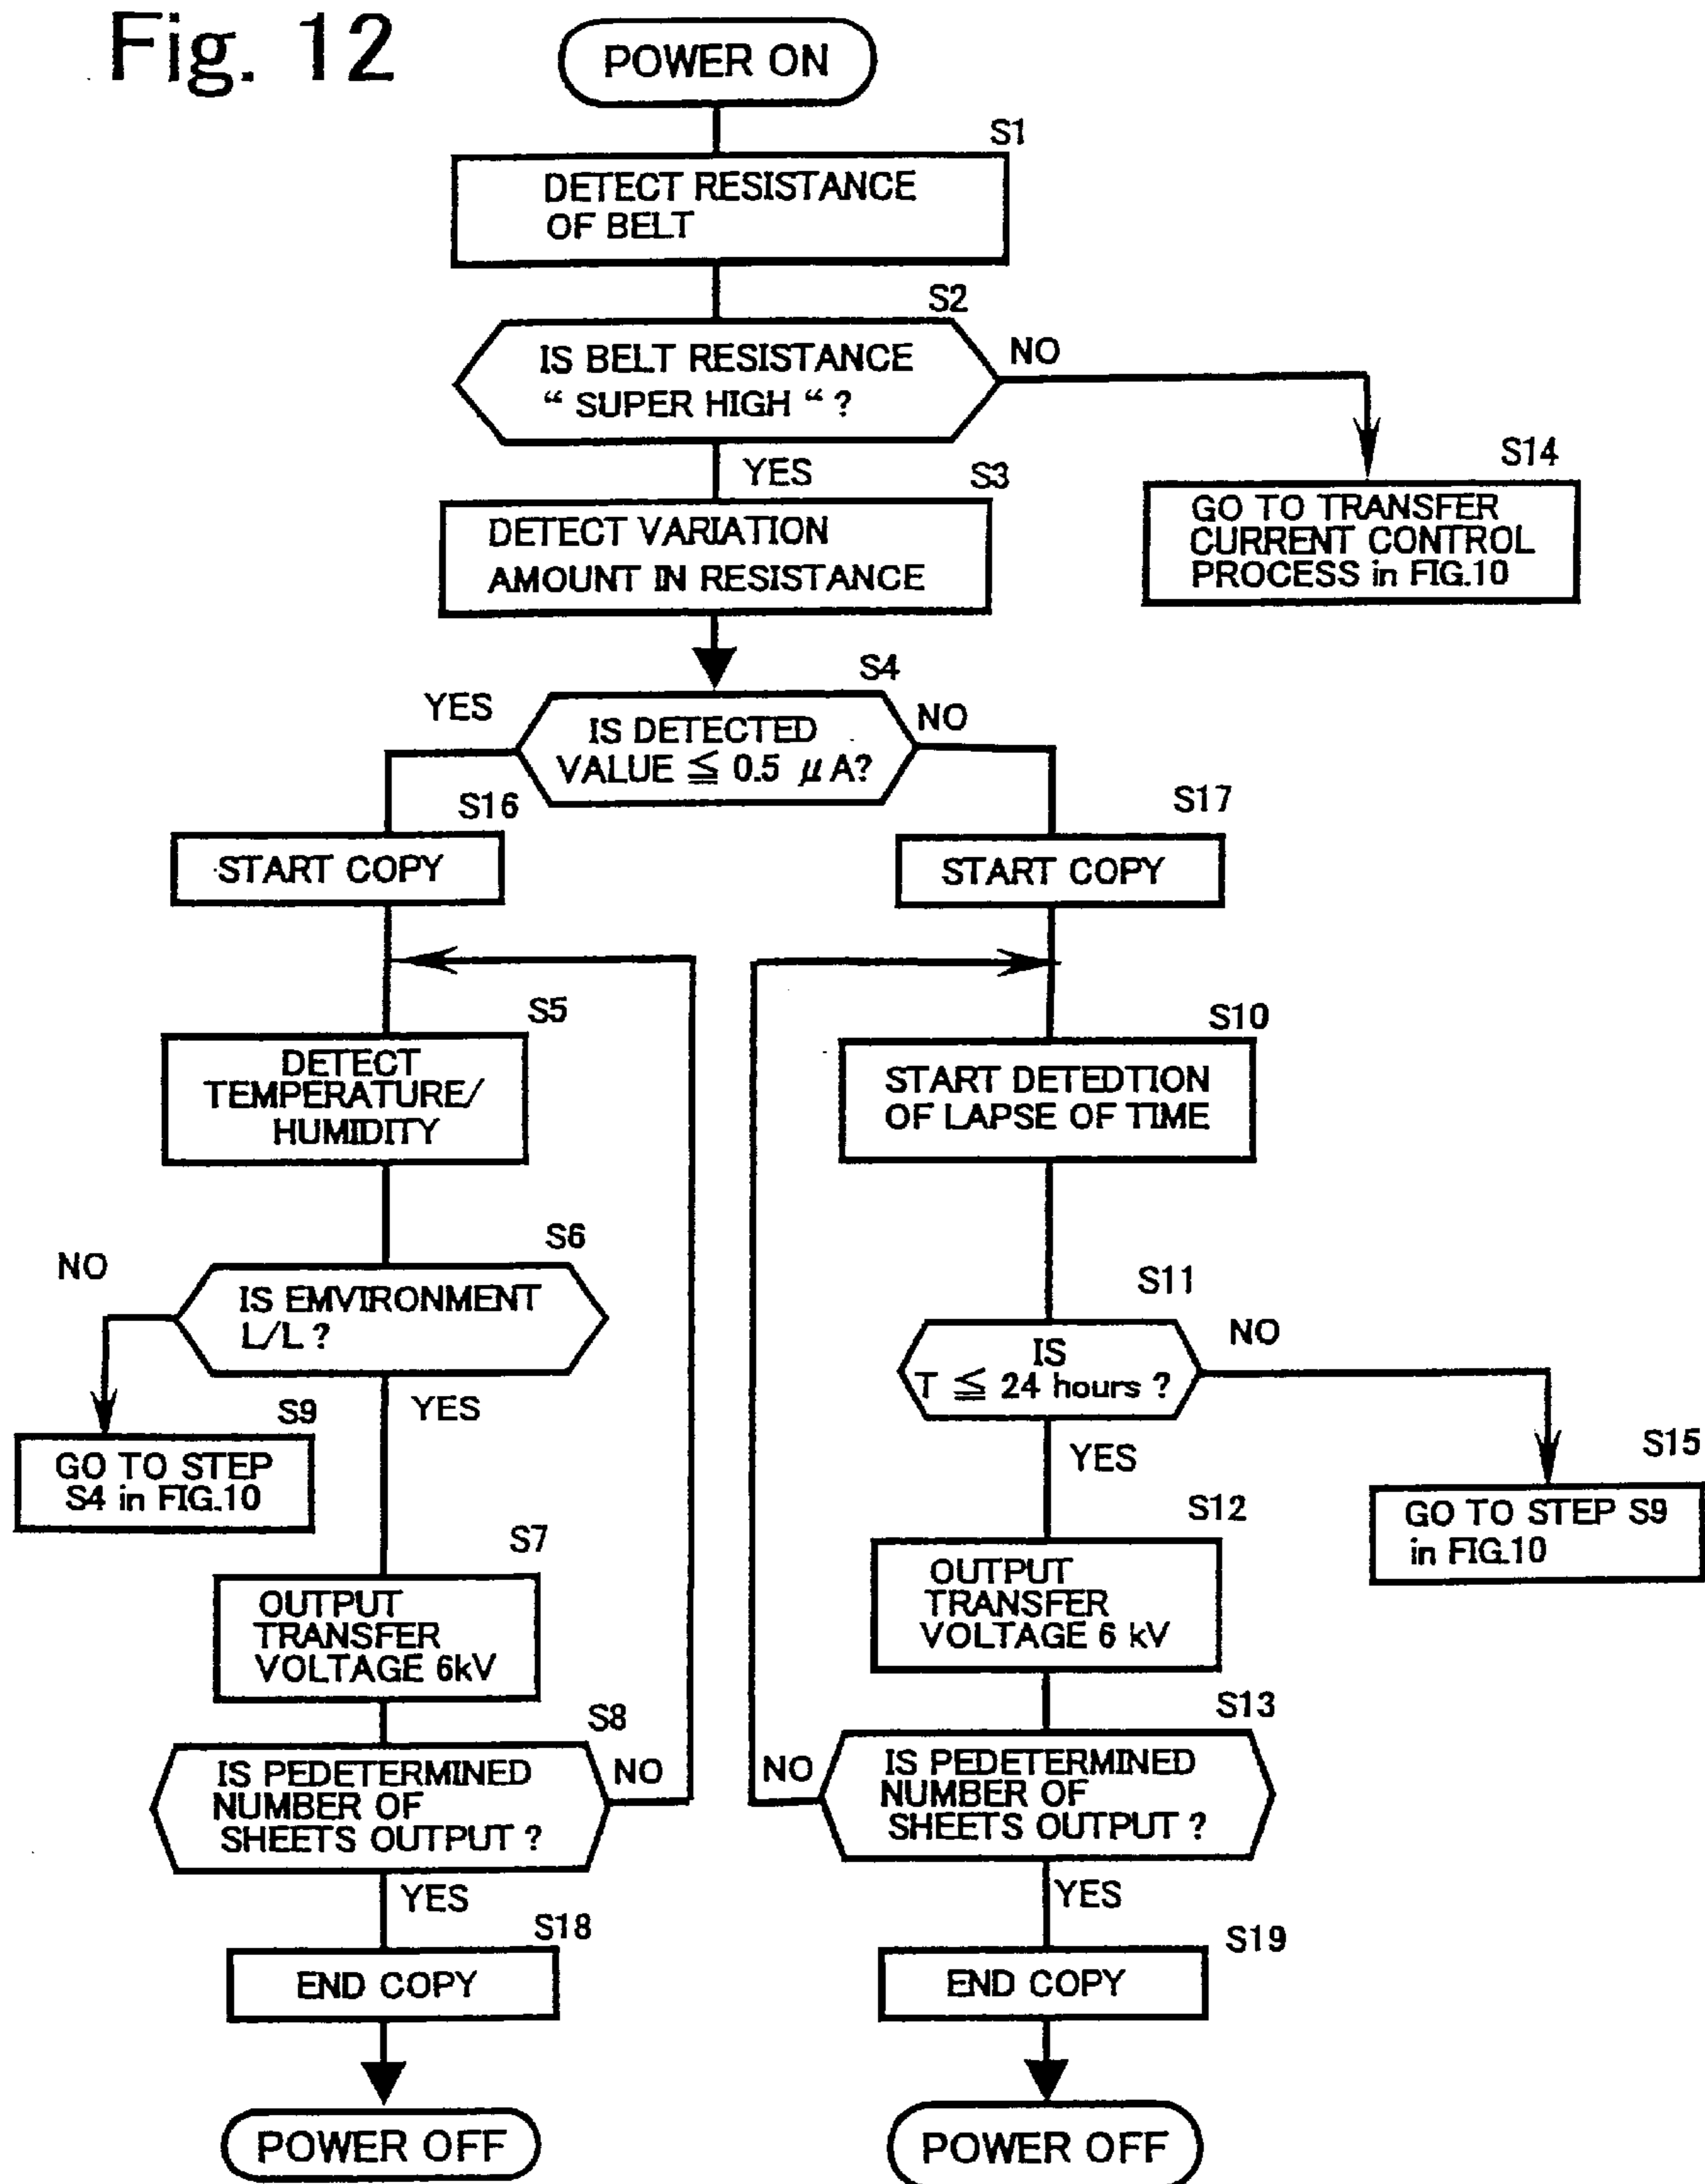 Fig. 12
POWER ON
S1
DETECT RESISTANCE
OF BELT
S2
IS BELT RESISTANCE
“ SUPER HIGH “ ?
NO
YES
S3
DETECT VARIATION
AMOUNT IN RESISTANCE
S14
GO TO TRANSFER
CURRENT CONTROL
PROCESS in FIG.10
S4
IS DETECTED
VALUE ≦ 0.5 μA?
YES
NO
S16
START COPY
S17
START COPY
S5
DETECT
TEMPERATURE/
HUMIDITY
S10
START DETEDTION
OF LAPSE OF TIME
S6
IS EMVIRONMENT
L/L ?
NO
YES
S9
GO TO STEP
S4 in FIG.10
S11
IS
T ≦ 24 hours ?
NO
YES
S15
GO TO STEP S9
in FIG.10
S7
OUTPUT
TRANSFER
VOLTAGE 6kV
S12
OUTPUT
TRANSFER
VOLTAGE 6 kV
S8
IS PEDETERMINED
NUMBER OF
SHEETS OUTPUT ?
NO
YES
S13
IS PEDETERMINED
NUMBER OF
SHEETS OUTPUT ?
NO
YES
S18
END COPY
S19
END COPY
POWER OFF
POWER OFF